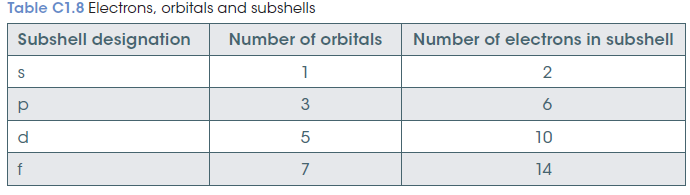 Table C1.8 Electrons, orbitals and subshells
Subshell designation Number of orbitals Number of electrons in subshell
s 1 2
p 3 6
d 5 10
f 7 14